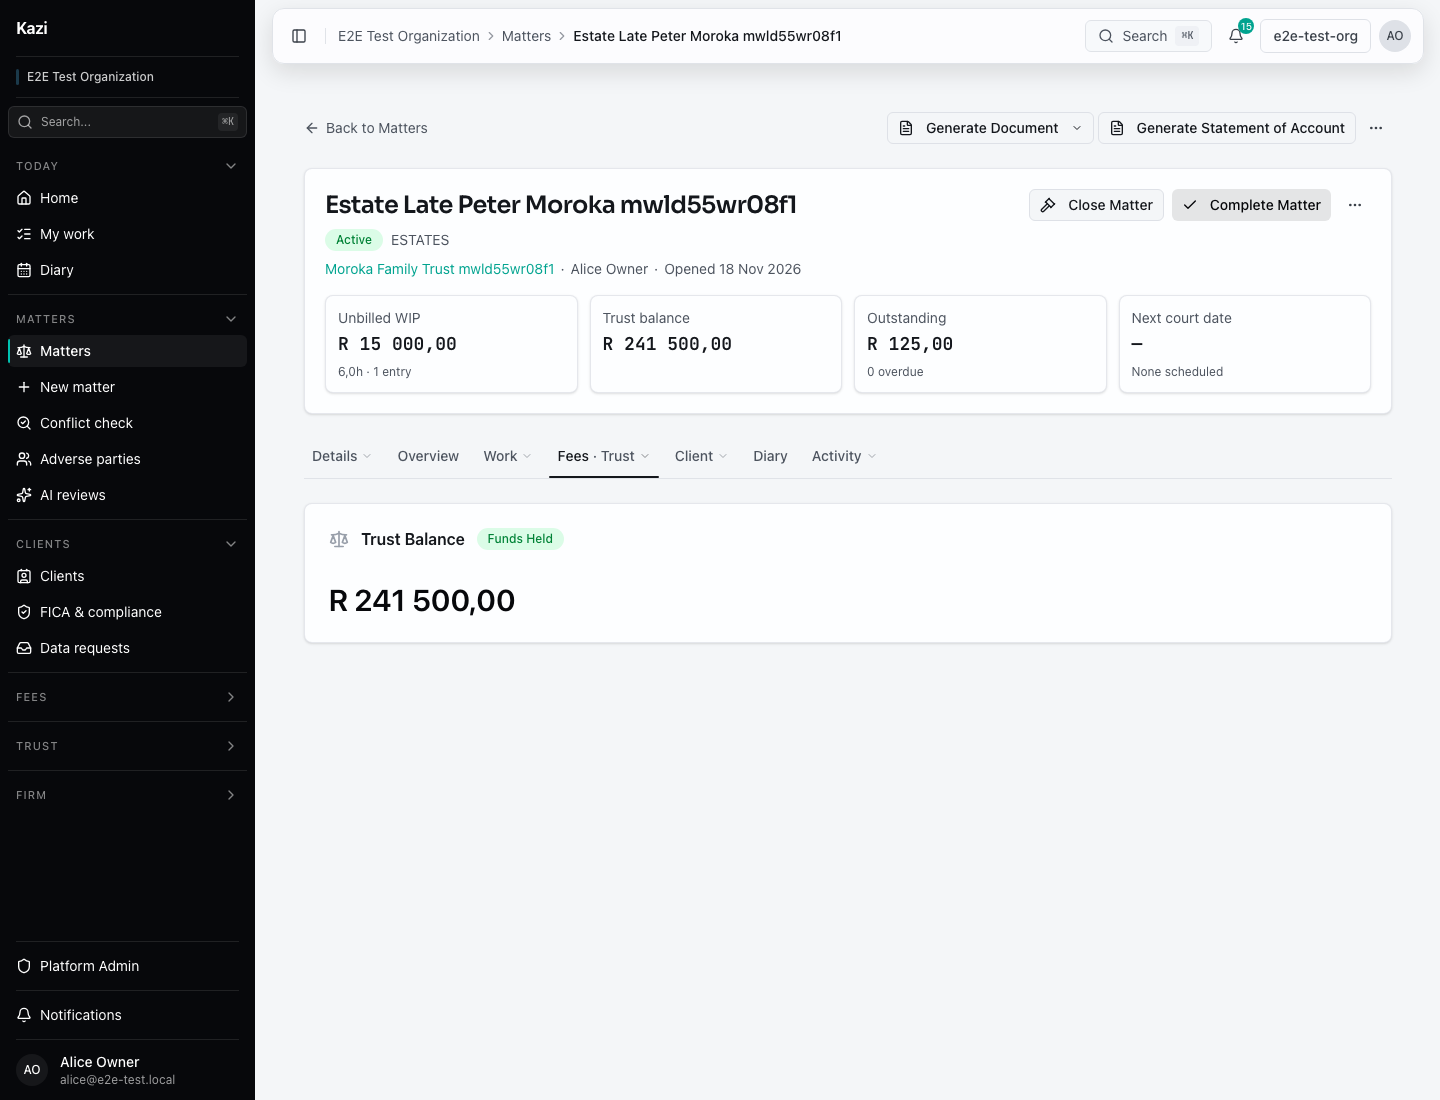 Kazi
E2E Test Organization
Search... ⌘K
TODAY
Home
My work
Diary
MATTERS
Matters
New matter
Conflict check
Adverse parties
AI reviews
CLIENTS
Clients
FICA & compliance
Data requests
FEES
TRUST
FIRM
Platform Admin
Notifications
AO
Alice Owner
alice@e2e-test.local
E2E Test Organization > Matters > Estate Late Peter Moroka mwld55wr08f1
Search ⌘K
15
e2e-test-org
AO
Back to Matters
Generate Document
Generate Statement of Account
Estate Late Peter Moroka mwld55wr08f1
Close Matter
Complete Matter
Active ESTATES
Moroka Family Trust mwld55wr08f1 · Alice Owner · Opened 18 Nov 2026
Unbilled WIP
R 15 000,00
6,0h · 1 entry
Trust balance
R 241 500,00
Outstanding
R 125,00
0 overdue
Next court date
–
None scheduled
Details Overview Work Fees · Trust Client Diary Activity
Trust Balance Funds Held
R 241 500,00